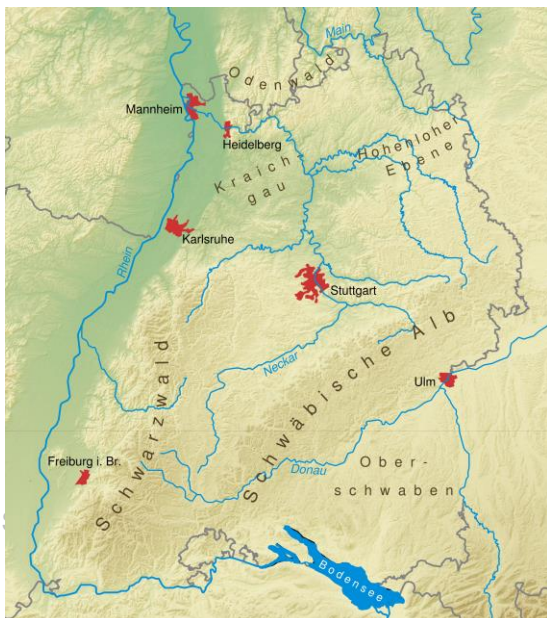 Main
Odenwald
Mannheim
Heidelberg
Hohenloher
Ebene
Kraich
gau
Karlsruhe
Rhein
Stuttgart
Neckar
Schwäbische Alb
Schwarzwald
Ulm
Freiburg i. Br.
Donau
Ober-
schwaben
Bodensee